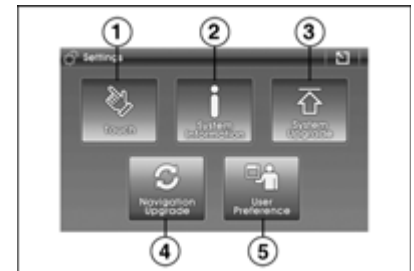 1 2 3
Settings
Touch
System
Information
System
Upgrade
Navigation
Upgrade
User
Preference
4 5